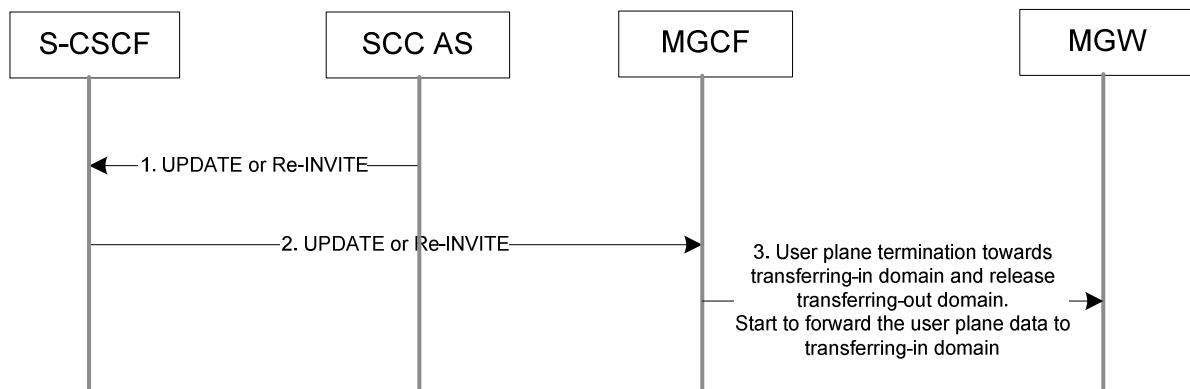 S-CSCF
SCC AS
MGCF
MGW
1. UPDATE or Re-INVITE
2. UPDATE or Re-INVITE
3. User plane termination towards
transferring-in domain and release
transferring-out domain.
Start to forward the user plane data to
transferring-in domain